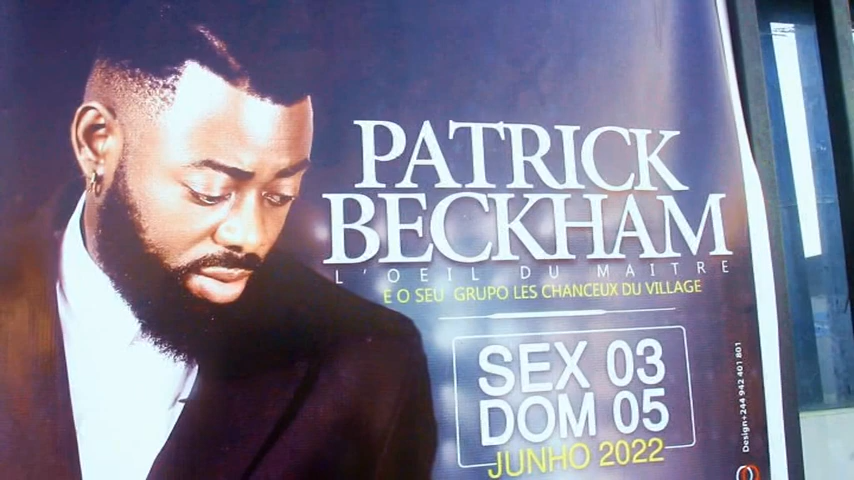 PATRICK
BECKHAM
L'OEIL DU MAITRE
E O SEU GRUPO LES CHANCEUX DU VILLAGE
SEX 03
DOM 05
JUNHO 2022
Design+244 942 401 801